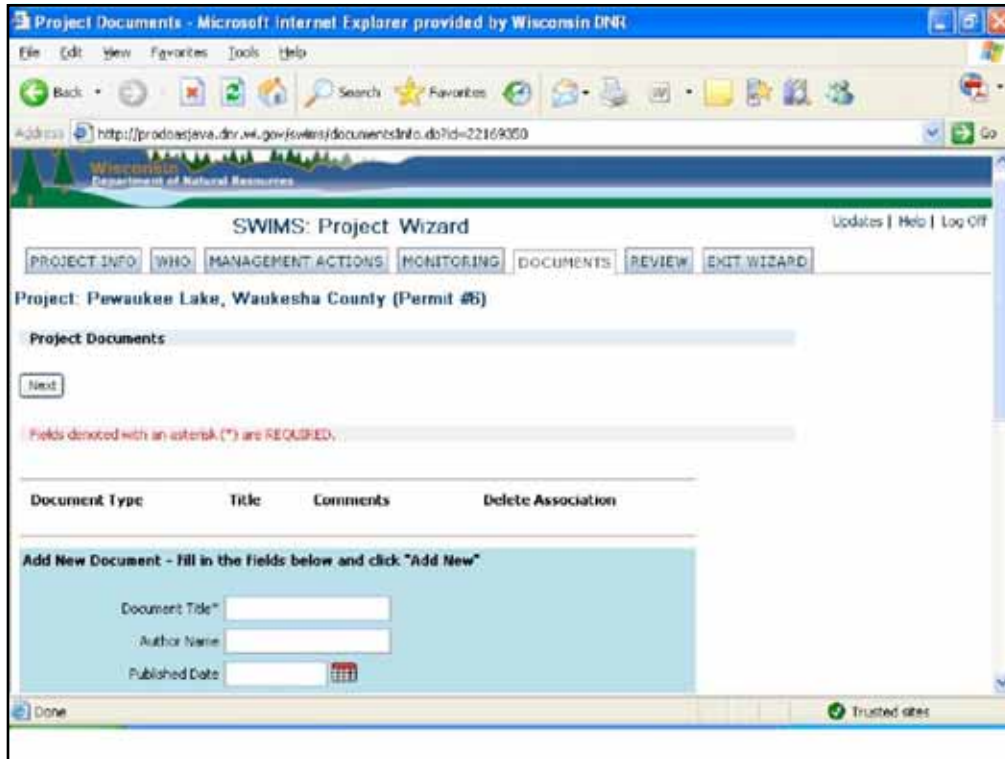 Project Documents - Microsoft Internet Explorer provided by Wisconsin DNR
File Edit View Favorites Tools Help
Back Search Favorites
Address http://prodoasjava.dnr.wi.gov/swims/documentsInfo.do?id=22169350 Go
Wisconsin
Department of Natural Resources
SWIMS: Project Wizard
Updates | Help | Log Off
PROJECT INFO WHO MANAGEMENT ACTIONS MONITORING DOCUMENTS REVIEW EXIT WIZARD
Project: Pewaukee Lake, Waukesha County (Permit #6)
Project Documents
Next
Fields denoted with an asterisk (*) are REQUIRED.
Document Type Title Comments Delete Association
Add New Document - Fill in the fields below and click "Add New"
Document Title*
Author Name
Published Date
Done Trusted sites